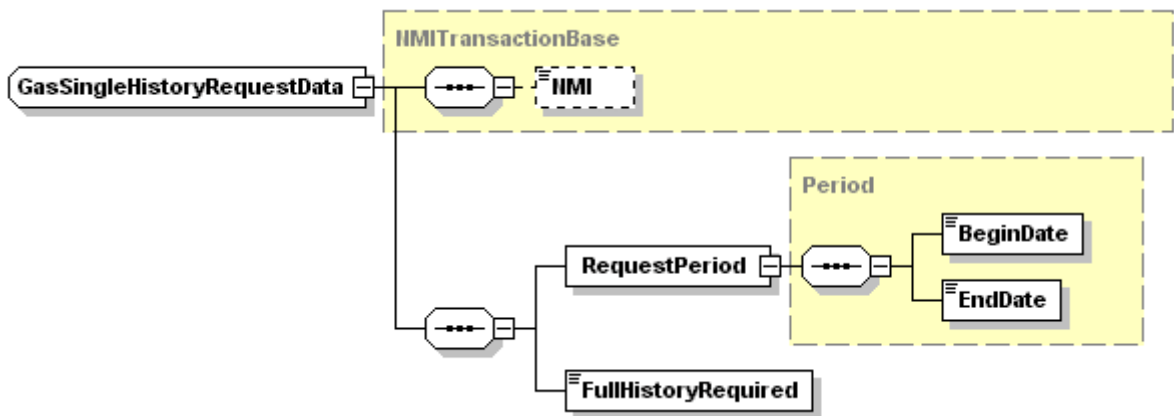 NMITransactionBase
GasSingleHistoryRequestData
NMI
Period
BeginDate
RequestPeriod
EndDate
FullHistoryRequired